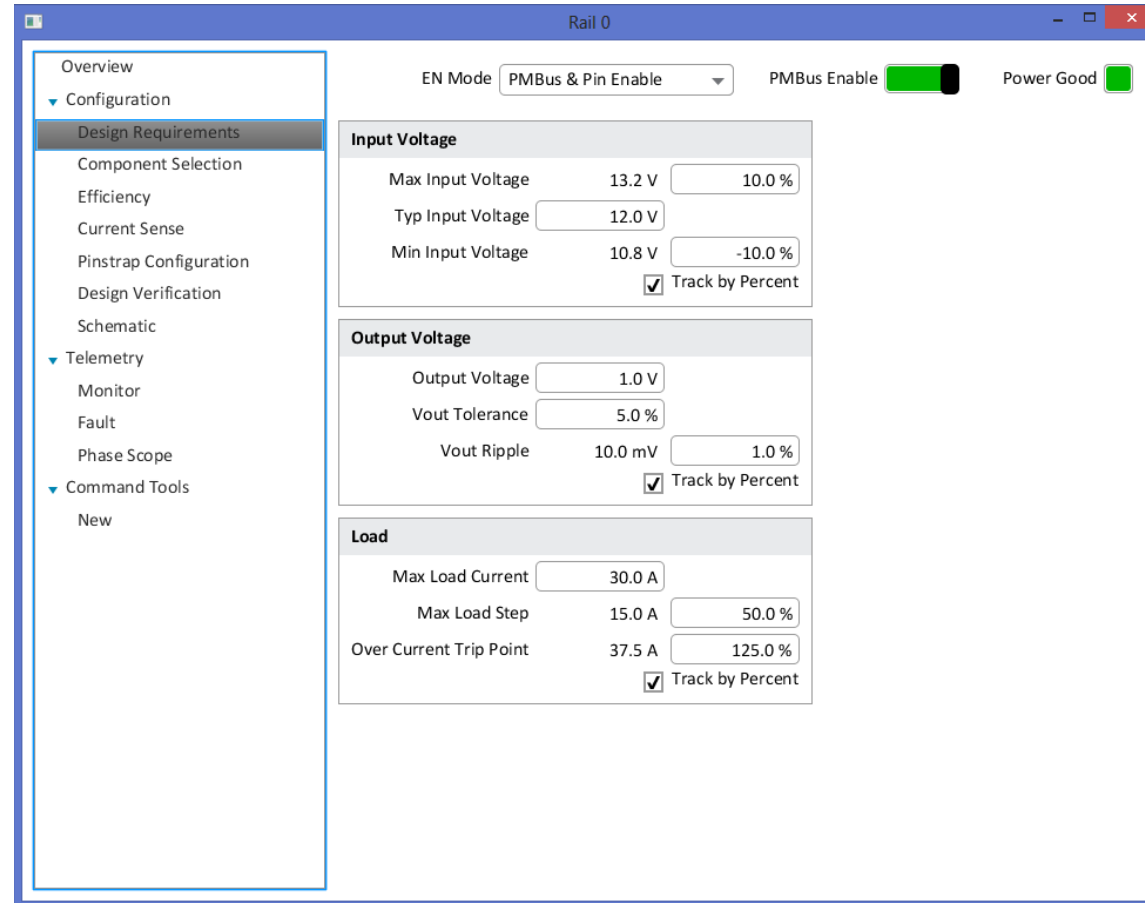 Rail 0
Overview
Configuration
Design Requirements
Component Selection
Efficiency
Current Sense
Pinstrap Configuration
Design Verification
Schematic
Telemetry
Monitor
Fault
Phase Scope
Command Tools
New
EN Mode PMBus & Pin Enable PMBus Enable Power Good
Input Voltage
Max Input Voltage 13.2 V 10.0 %
Typ Input Voltage 12.0 V
Min Input Voltage 10.8 V -10.0 %
Track by Percent
Output Voltage
Output Voltage 1.0 V
Vout Tolerance 5.0 %
Vout Ripple 10.0 mV 1.0 %
Track by Percent
Load
Max Load Current 30.0 A
Max Load Step 15.0 A 50.0 %
Over Current Trip Point 37.5 A 125.0 %
Track by Percent